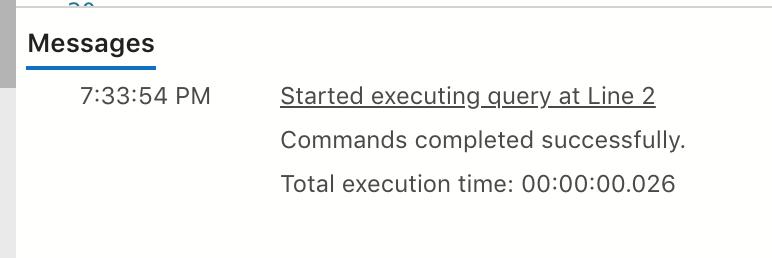 Messages
7:33:54 PM Started executing query at Line 2
Commands completed successfully.
Total execution time: 00:00:00.026